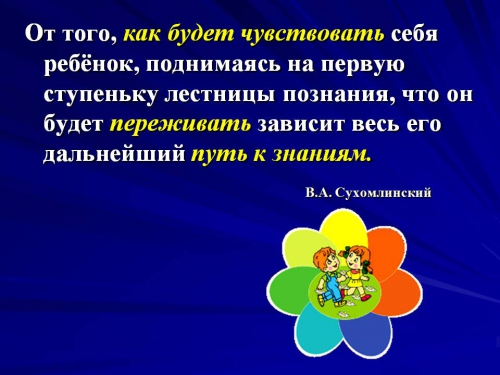 От того, как будет чувствовать себя
ребёнок, поднимаясь на первую
ступеньку лестницы познания, что он
будет переживать зависит весь его
дальнейший путь к знаниям.
В.А. Сухомлинский